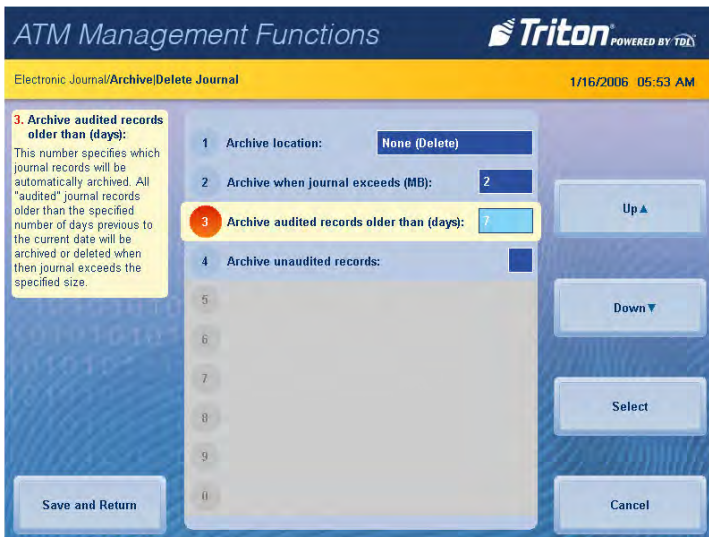 ATM Management Functions
Triton POWERED BY TDL
Electronic Journal/Archive|Delete Journal
1/16/2006 05:53 AM
3. Archive audited records
older than (days):
This number specifies which
journal records will be
automatically archived. All
"audited" journal records
older than the specified
number of days previous to
the current date will be
archived or deleted when
then journal exceeds the
specified size.
1 Archive location: None (Delete)
2 Archive when journal exceeds (MB): 2
3 Archive audited records older than (days): 7
4 Archive unaudited records:
5
6
7
8
9
0
Up▲
Down▼
Select
Save and Return
Cancel